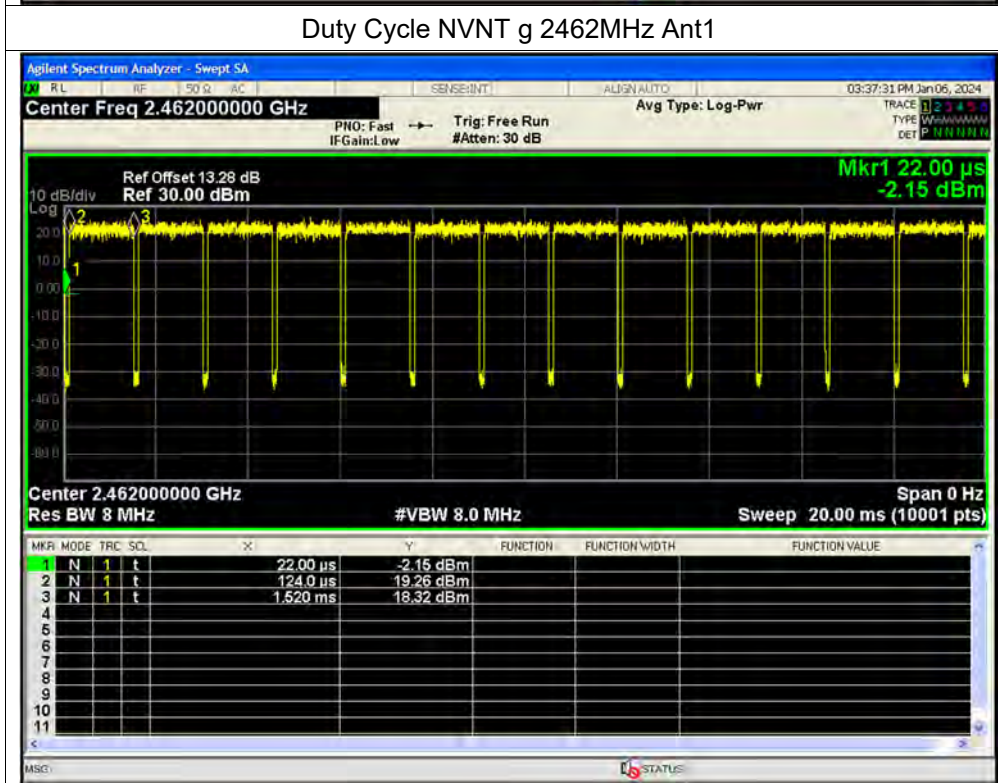 Duty Cycle NVNT g 2462MHz Ant1
Agilent Spectrum Analyzer - Swept SA
RL RF 50 Ω AC SENSE:INT ALIGN AUTO 03:37:31 PM Jan 06, 2024
Center Freq 2.462000000 GHz Avg Type: Log-Pwr TRACE 1 2 3 4 5 6
PNO: Fast Trig: Free Run TYPE
IFGain:Low #Atten: 30 dB DET P N N N N N
Mkr1 22.00 µs
Ref Offset 13.28 dB
10 dB/div Ref 30.00 dBm -2.15 dBm
Log
2 3
20.0
10.0
1
0.00
-10.0
-20.0
-30.0
-40.0
-50.0
-60.0
Center 2.462000000 GHz Span 0 Hz
Res BW 8 MHz #VBW 8.0 MHz Sweep 20.00 ms (10001 pts)
MKR MODE TRC SCL X Y FUNCTION FUNCTION WIDTH FUNCTION VALUE
1 N 1 t 22.00 µs -2.15 dBm
2 N 1 t 124.0 µs 19.26 dBm
3 N 1 t 1.520 ms 18.32 dBm
4
5
6
7
8
9
10
11
MSG STATUS